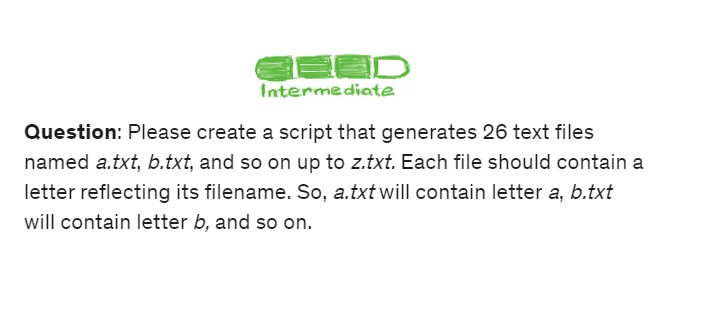 Intermediate
Question: Please create a script that generates 26 text files
named a.txt, b.txt, and so on up to z.txt. Each file should contain a
letter reflecting its filename. So, a.txt will contain letter a, b.txt
will contain letter b, and so on.